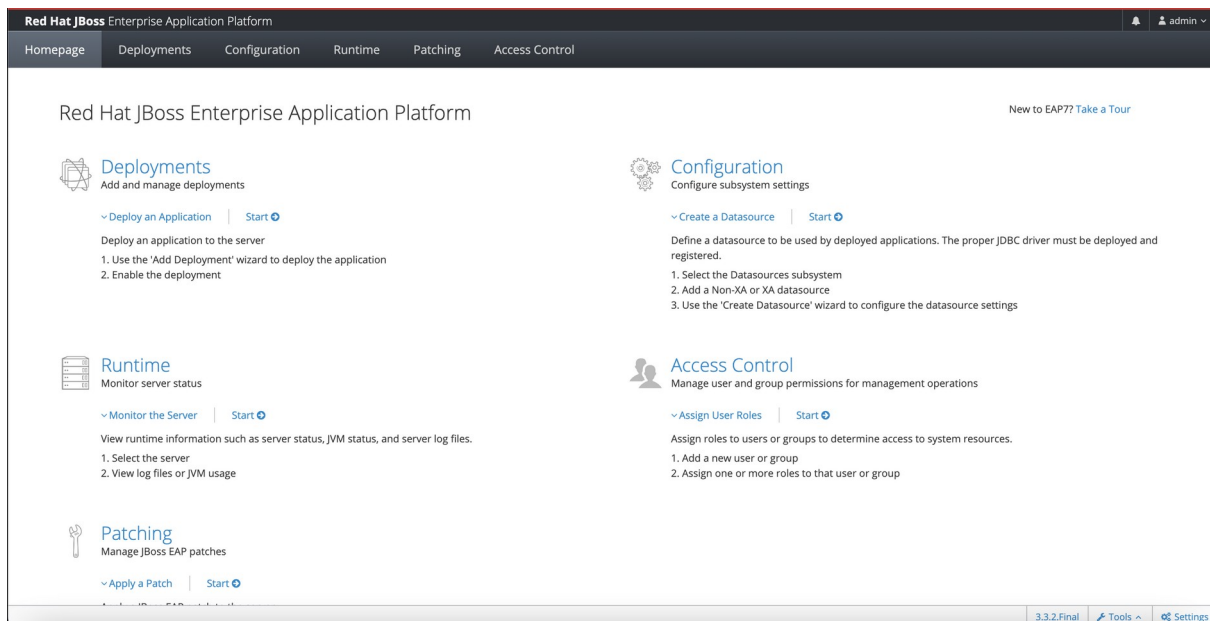 Red Hat JBoss Enterprise Application Platform
admin
Homepage Deployments Configuration Runtime Patching Access Control
Red Hat JBoss Enterprise Application Platform
New to EAP7? Take a Tour
Deployments
Add and manage deployments
Deploy an Application Start
Deploy an application to the server
1. Use the 'Add Deployment' wizard to deploy the application
2. Enable the deployment
Configuration
Configure subsystem settings
Create a Datasource Start
Define a datasource to be used by deployed applications. The proper JDBC driver must be deployed and
registered.
1. Select the Datasources subsystem
2. Add a Non-XA or XA datasource
3. Use the 'Create Datasource' wizard to configure the datasource settings
Runtime
Monitor server status
Monitor the Server Start
View runtime information such as server status, JVM status, and server log files.
1. Select the server
2. View log files or JVM usage
Access Control
Manage user and group permissions for management operations
Assign User Roles Start
Assign roles to users or groups to determine access to system resources.
1. Add a new user or group
2. Assign one or more roles to that user or group
Patching
Manage JBoss EAP patches
Apply a Patch Start
3.3.2.Final Tools Settings